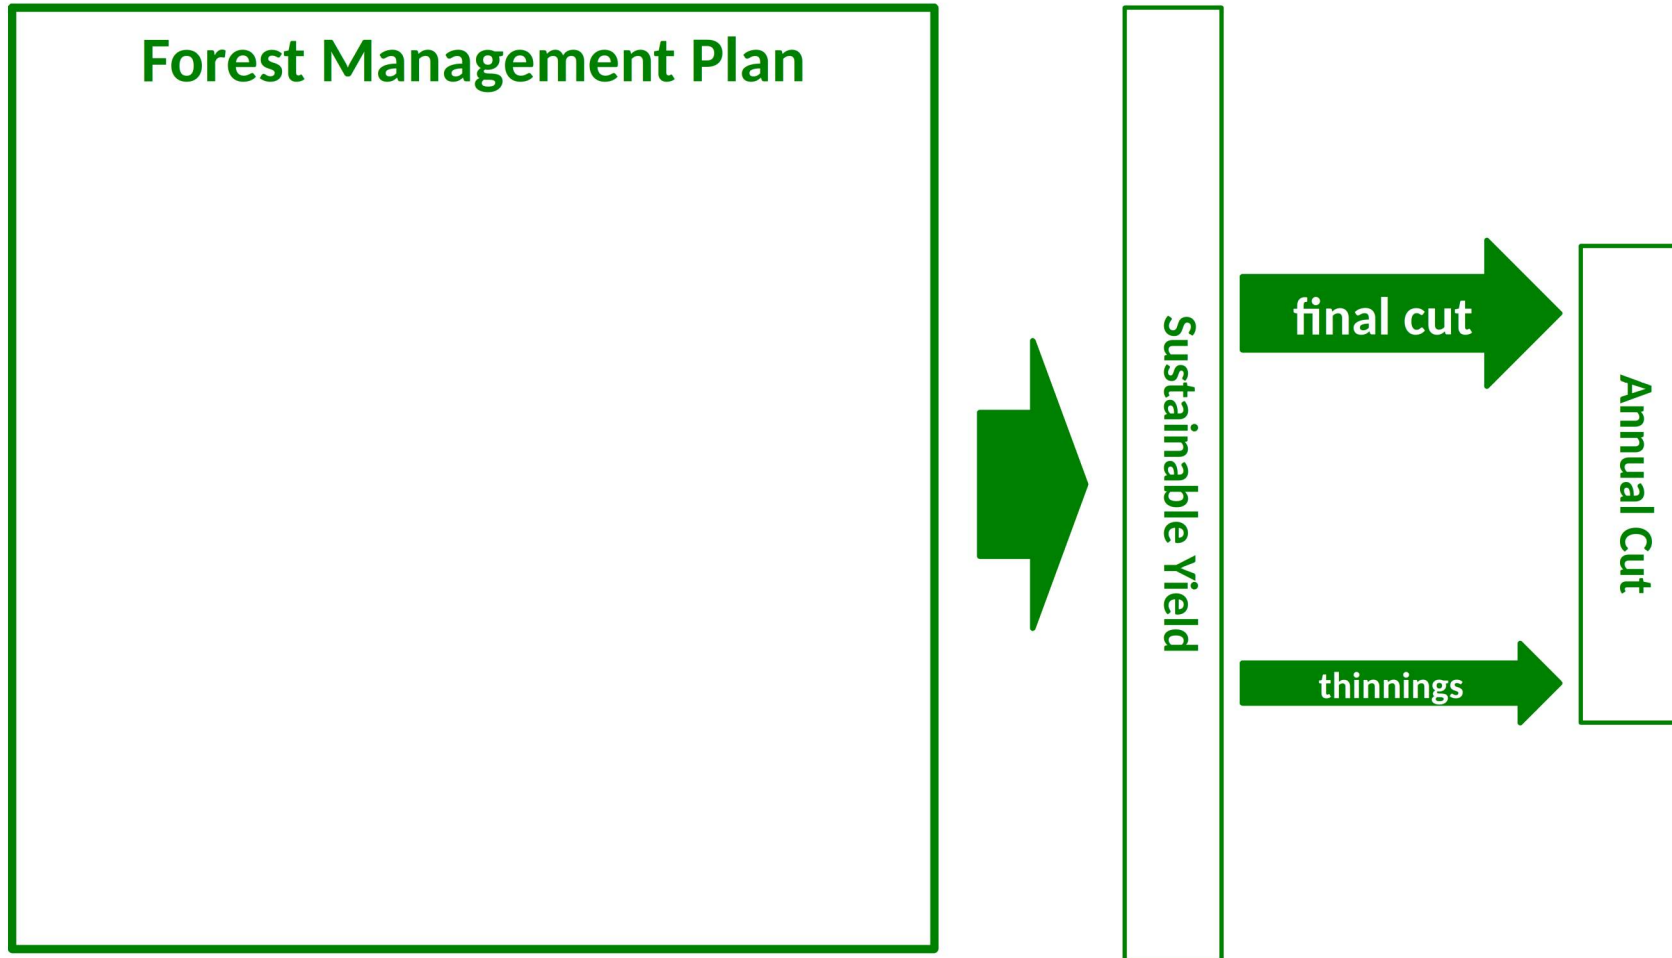 Forest Management Plan
Sustainable Yield
final cut
thinnings
Annual Cut